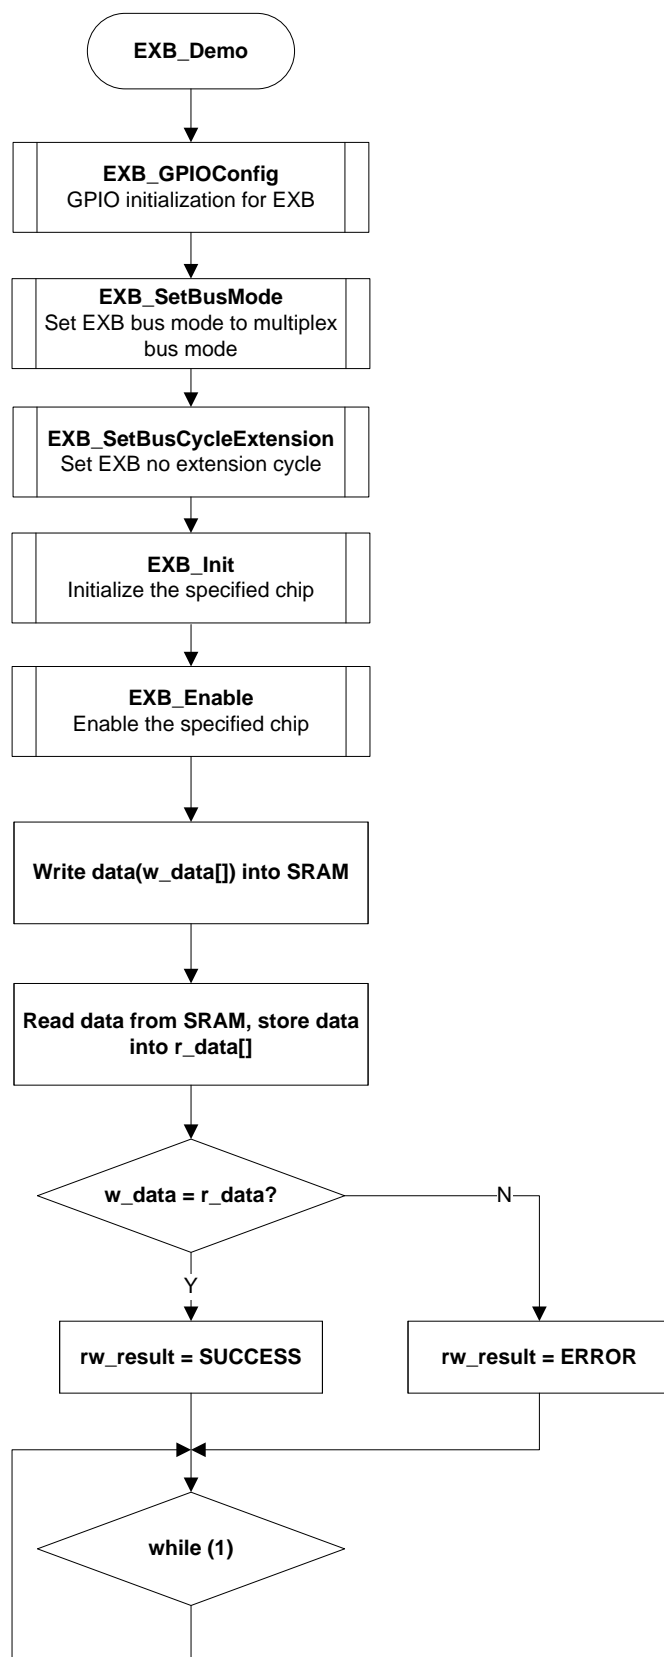 EXB_Demo
EXB_GPIOConfig
GPIO initialization for EXB
EXB_SetBusMode
Set EXB bus mode to multiplex
bus mode
EXB_SetBusCycleExtension
Set EXB no extension cycle
EXB_Init
Initialize the specified chip
EXB_Enable
Enable the specified chip
Write data(w_data[]) into SRAM
Read data from SRAM, store data
into r_data[]
w_data = r_data?
N
Y
rw_result = SUCCESS
rw_result = ERROR
while (1)